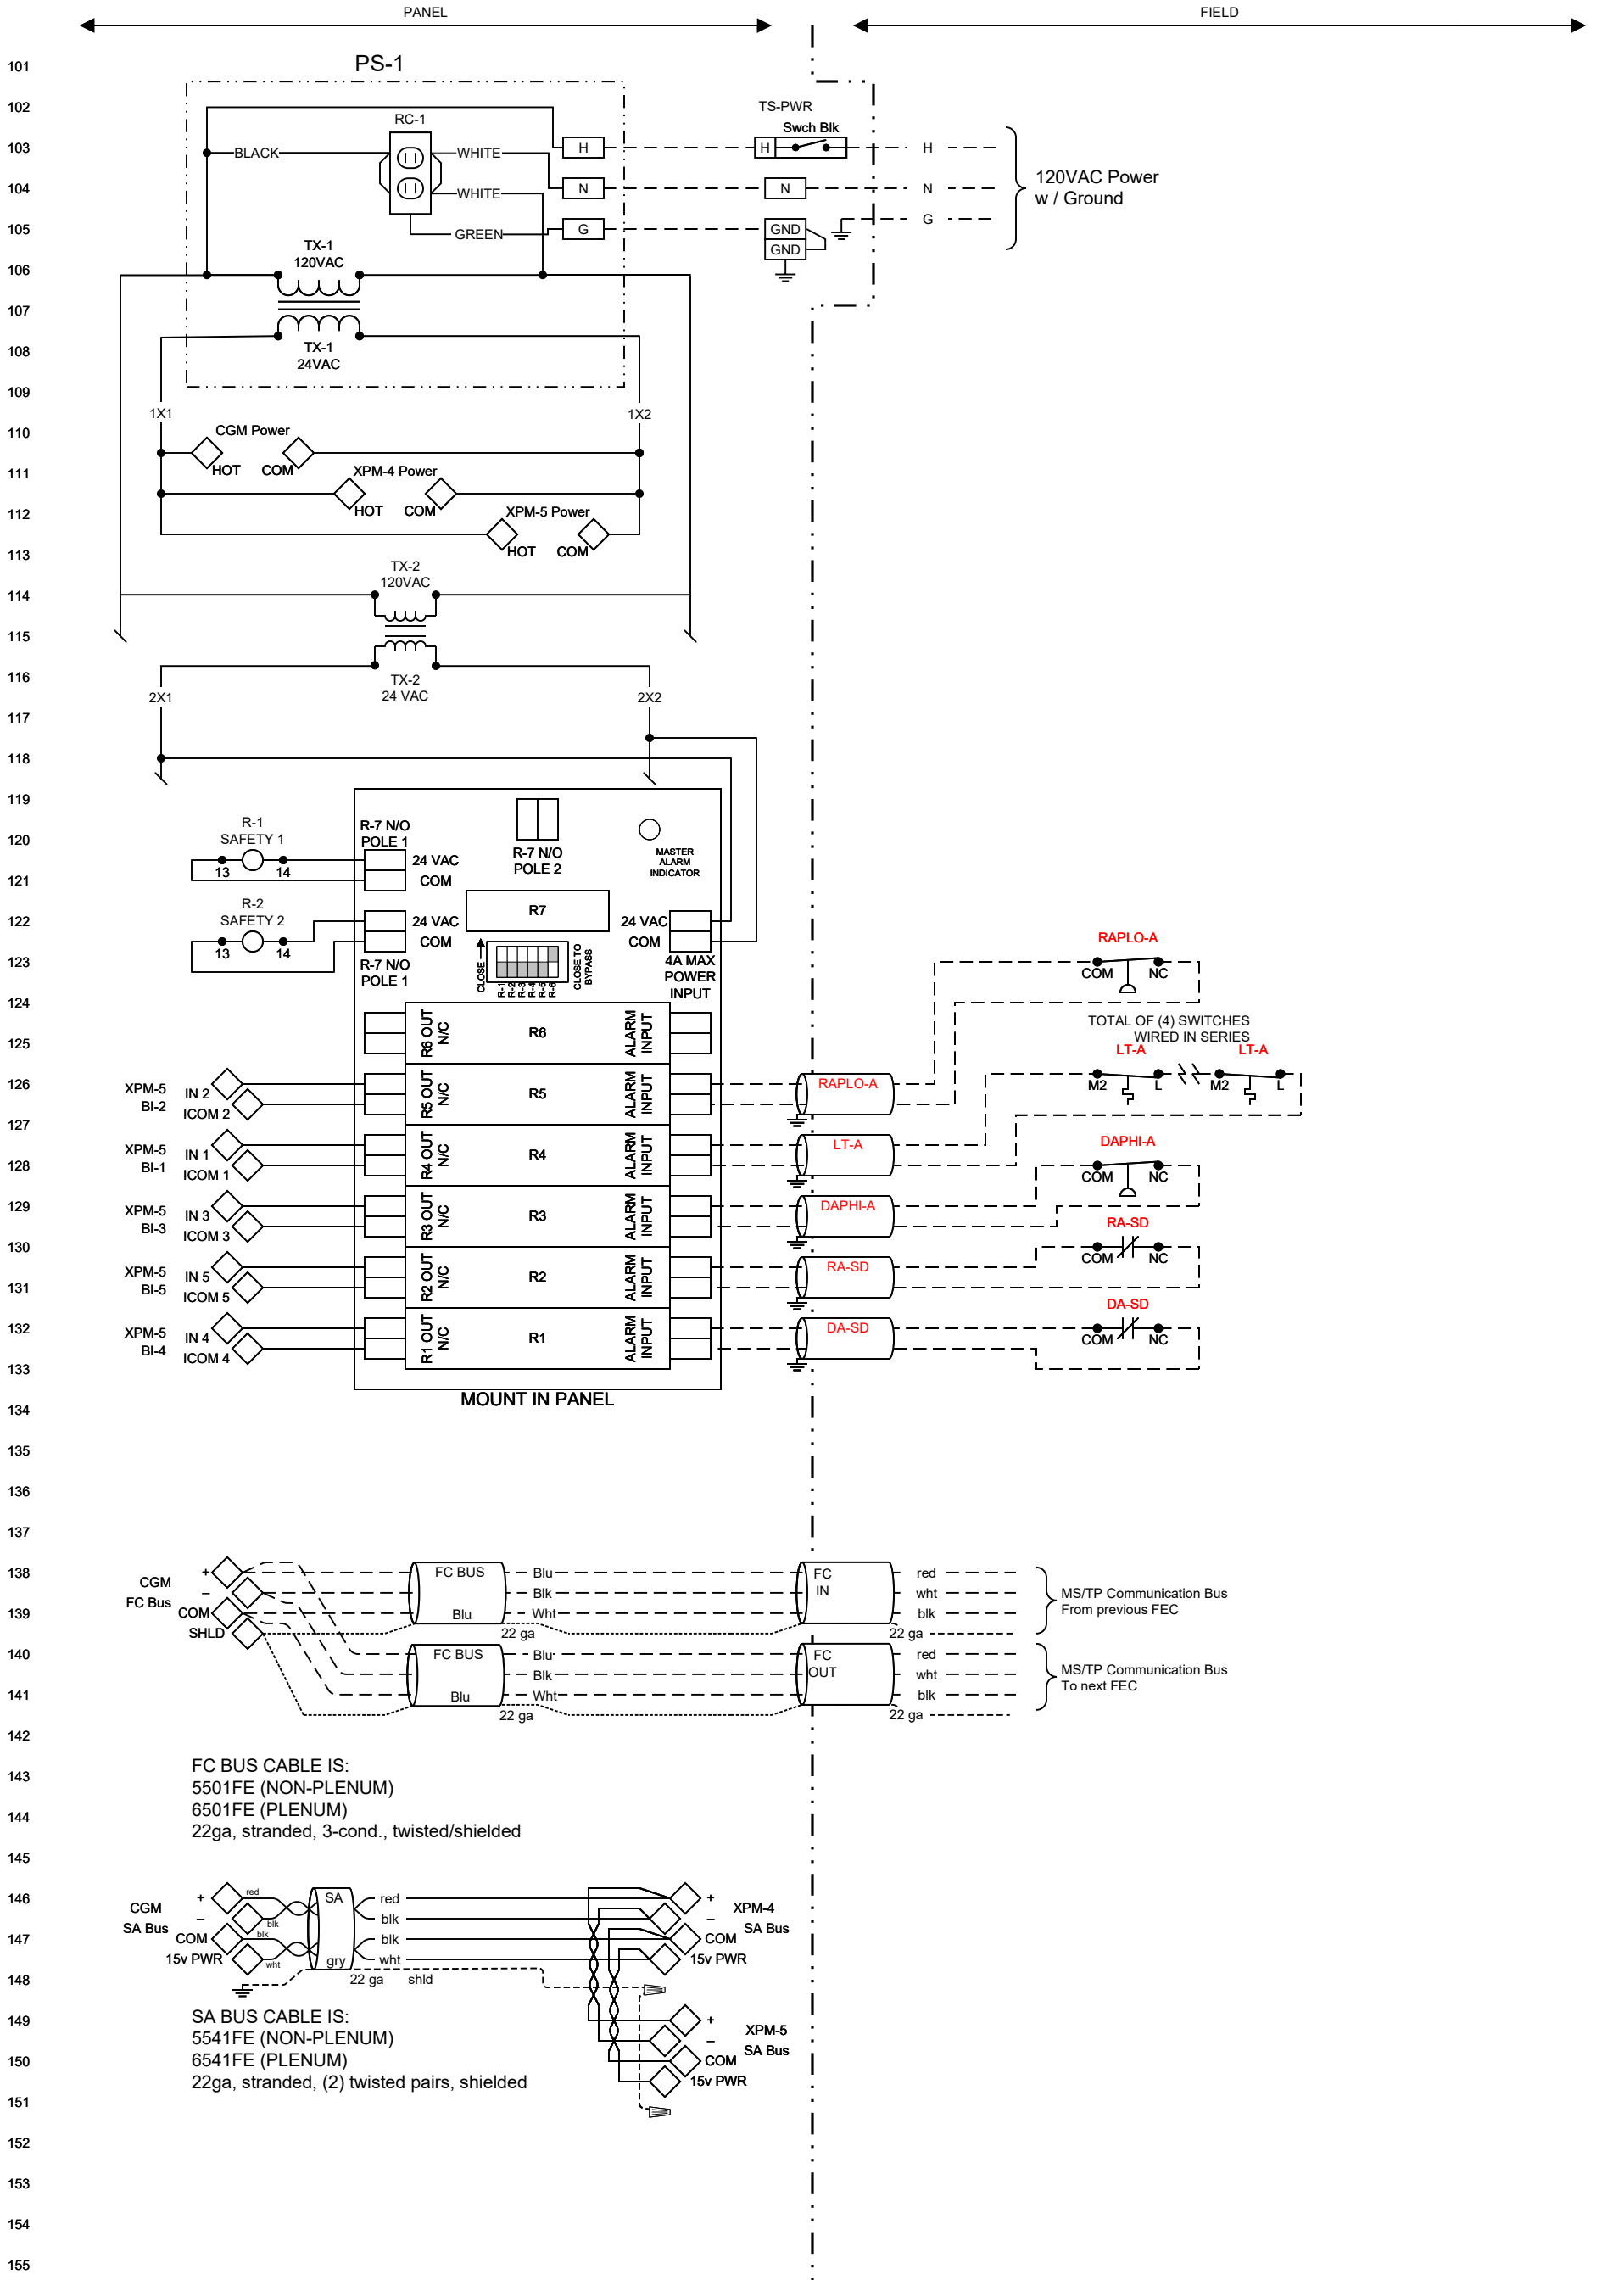 PANEL
FIELD
101
PS-1
102
TS-PWR
RC-1
Swch Blk
103
BLACK
WHITE
H
H
H
104
WHITE
N
N
N
120VAC Power
w / Ground
105
GREEN
G
GND
G
GND
TX-1
120VAC
106
107
TX-1
24VAC
108
109
1X1
1X2
110
CGM Power
HOT
COM
111
XPM-4 Power
HOT
COM
112
XPM-5 Power
HOT
COM
113
TX-2
120VAC
114
115
116
TX-2
24 VAC
2X1
2X2
117
118
119
R-1
SAFETY 1
13
14
120
R-7 N/O
POLE 1
24 VAC
COM
R-7 N/O
POLE 2
MASTER
ALARM
INDICATOR
121
R-2
SAFETY 2
13
14
122
24 VAC
COM
R-7 N/O
POLE 1
R7
24 VAC
COM
4A MAX
POWER
INPUT
CLOSE
R-1
R-2
R-3
R-4
R-5
R-6
CLOSE TO
BYPASS
123
RAPLO-A
COM
NC
124
TOTAL OF (4) SWITCHES
WIRED IN SERIES
125
R6 OUT
N/C
R6
ALARM
INPUT
LT-A
LT-A
M2
L
M2
L
126
XPM-5
BI-2
IN 2
ICOM 2
R5 OUT
N/C
R5
ALARM
INPUT
RAPLO-A
127
XPM-5
BI-1
IN 1
ICOM 1
R4 OUT
N/C
R4
ALARM
INPUT
LT-A
DAPHI-A
COM
NC
128
129
XPM-5
BI-3
IN 3
ICOM 3
R3 OUT
N/C
R3
ALARM
INPUT
DAPHI-A
RA-SD
COM
NC
130
XPM-5
BI-5
IN 5
ICOM 5
R2 OUT
N/C
R2
ALARM
INPUT
RA-SD
131
DA-SD
COM
NC
132
XPM-5
BI-4
IN 4
ICOM 4
R1 OUT
N/C
R1
ALARM
INPUT
DA-SD
133
MOUNT IN PANEL
134
135
136
137
138
CGM
FC Bus
+
–
COM
SHLD
FC BUS
Blu
Blu
Blk
Wht
22 ga
FC
IN
red
wht
blk
22 ga
MS/TP Communication Bus
From previous FEC
139
140
FC BUS
Blu
Blu
Blk
Wht
22 ga
FC
OUT
red
wht
blk
22 ga
MS/TP Communication Bus
To next FEC
141
142
143
FC BUS CABLE IS:
5501FE (NON-PLENUM)
6501FE (PLENUM)
22ga, stranded, 3-cond., twisted/shielded
144
145
146
CGM
SA Bus
+
–
COM
15v PWR
red
blk
blk
wht
SA
gry
red
blk
blk
wht
22 ga
shld
+
–
COM
15v PWR
XPM-4
SA Bus
147
148
149
SA BUS CABLE IS:
5541FE (NON-PLENUM)
6541FE (PLENUM)
22ga, stranded, (2) twisted pairs, shielded
+
–
COM
15v PWR
XPM-5
SA Bus
150
151
152
153
154
155